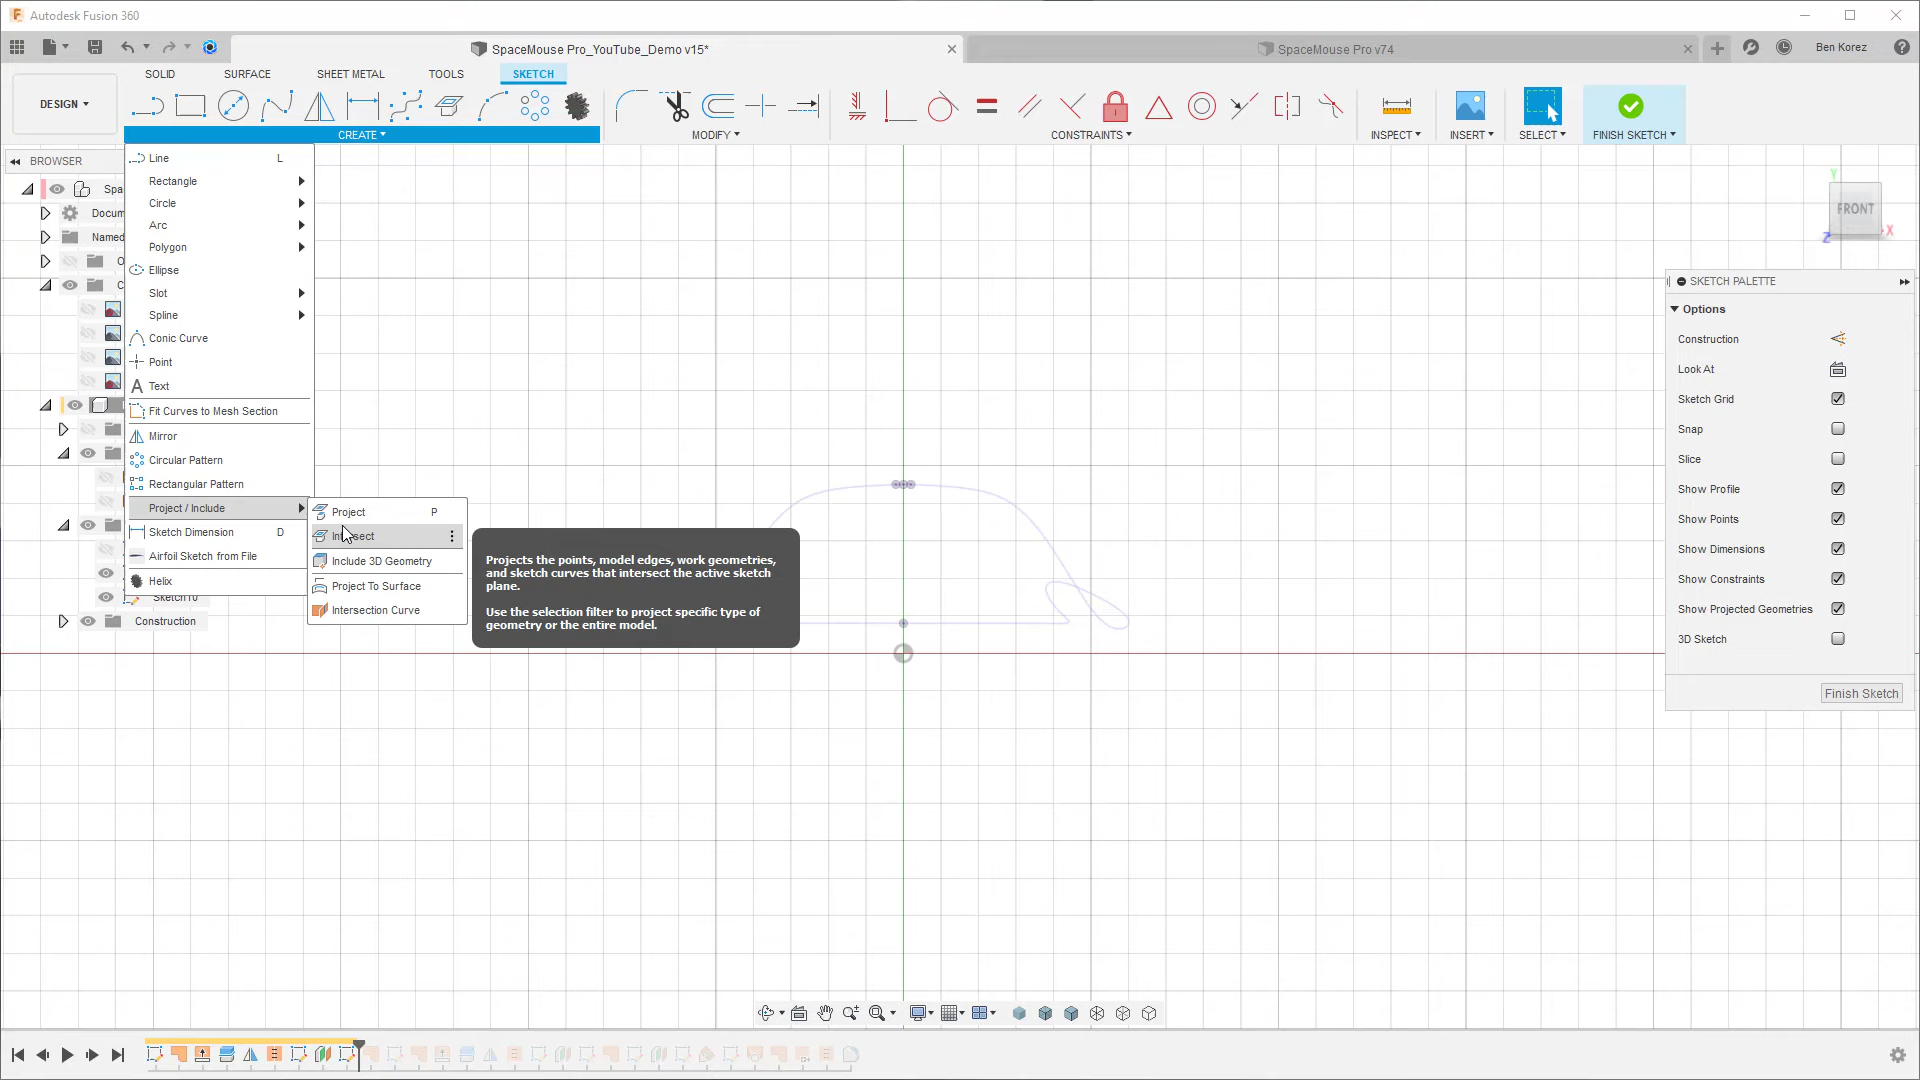 Autodesk Fusion 360
SpaceMouse Pro_YouTube_Demo v15*
SpaceMouse Pro v74
Ben Korez
DESIGN
SOLID
SURFACE
SHEET METAL
TOOLS
SKETCH
CREATE
MODIFY
CONSTRAINTS
INSPECT
INSERT
SELECT
FINISH SKETCH
BROWSER
Spa
Docum
Named
O
C
Sketch10
Construction
Line L
Rectangle
Circle
Arc
Polygon
Ellipse
Slot
Spline
Conic Curve
Point
Text
Fit Curves to Mesh Section
Mirror
Circular Pattern
Rectangular Pattern
Project / Include
Sketch Dimension D
Airfoil Sketch from File
Helix
Project P
Intersect
Include 3D Geometry
Project To Surface
Intersection Curve
Projects the points, model edges, work geometries,
and sketch curves that intersect the active sketch
plane.
Use the selection filter to project specific type of
geometry or the entire model.
Y
FRONT
X
Z
SKETCH PALETTE
Options
Construction
Look At
Sketch Grid
Snap
Slice
Show Profile
Show Points
Show Dimensions
Show Constraints
Show Projected Geometries
3D Sketch
Finish Sketch